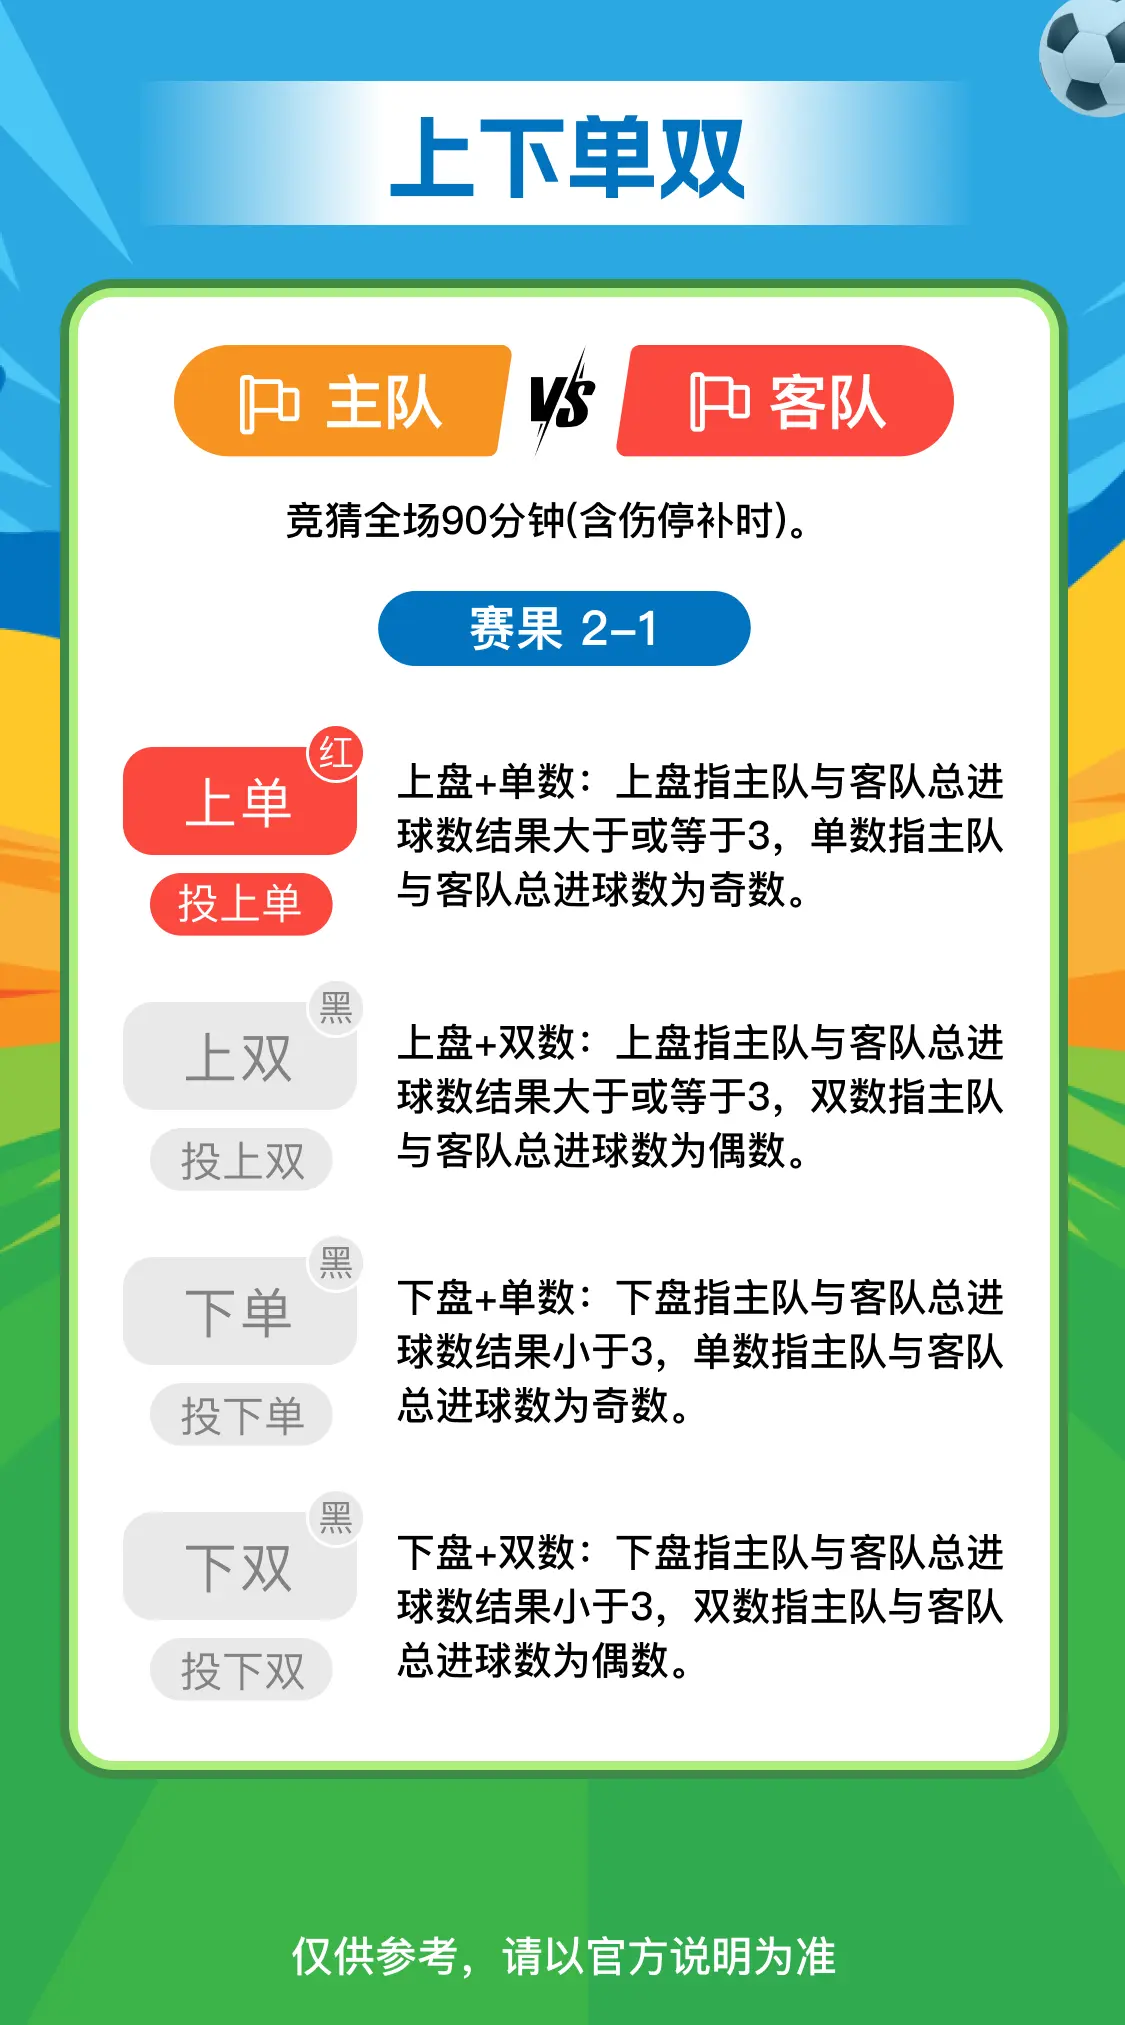 上下单双
主队 VS 客队
竞猜全场90分钟(含伤停补时)。
赛果 2-1
红
上单
投上单
上盘+单数：上盘指主队与客队总进
球数结果大于或等于3，单数指主队
与客队总进球数为奇数。
黑
上双
投上双
上盘+双数：上盘指主队与客队总进
球数结果大于或等于3，双数指主队
与客队总进球数为偶数。
黑
下单
投下单
下盘+单数：下盘指主队与客队总进
球数结果小于3，单数指主队与客队
总进球数为奇数。
黑
下双
投下双
下盘+双数：下盘指主队与客队总进
球数结果小于3，双数指主队与客队
总进球数为偶数。
仅供参考，请以官方说明为准